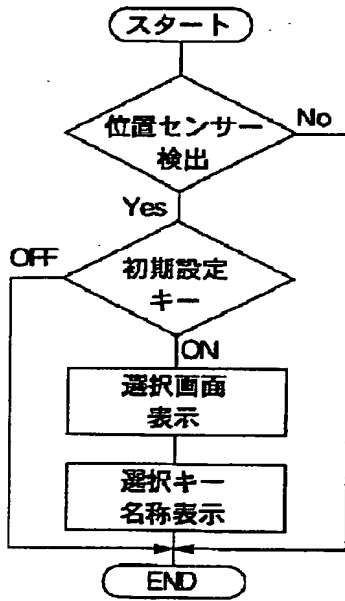 スタート
位置センサー
検出
No
Yes
OFF
初期設定
キー
ON
選択画面
表示
選択キー
名称表示
END